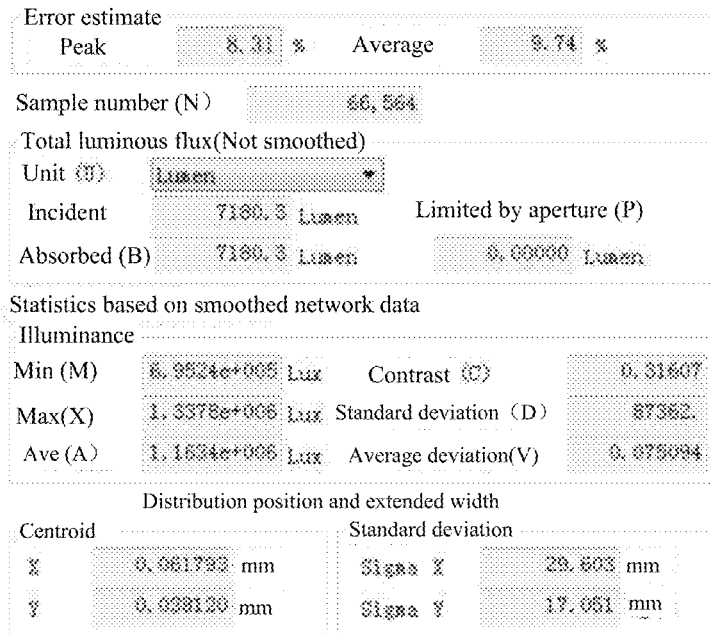 Error estimate
Peak 8.31 % Average 9.74 %
Sample number (N) 66,564
Total luminous flux(Not smoothed)
Unit (U) Lumen
Incident 7180.3 Lumen Limited by aperture (P)
Absorbed (B) 7180.3 Lumen 0.00000 Lumen
Statistics based on smoothed network data
Illuminance
Min (M) 6.9524e+005 Lux Contrast (C) 0.31607
Max(X) 1.3378e+006 Lux Standard deviation (D) 87362.
Ave (A) 1.1634e+006 Lux Average deviation(V) 0.075094
Distribution position and extended width
Centroid Standard deviation
X 0.061793 mm Sigma X 29.603 mm
Y 0.038120 mm Sigma Y 17.051 mm